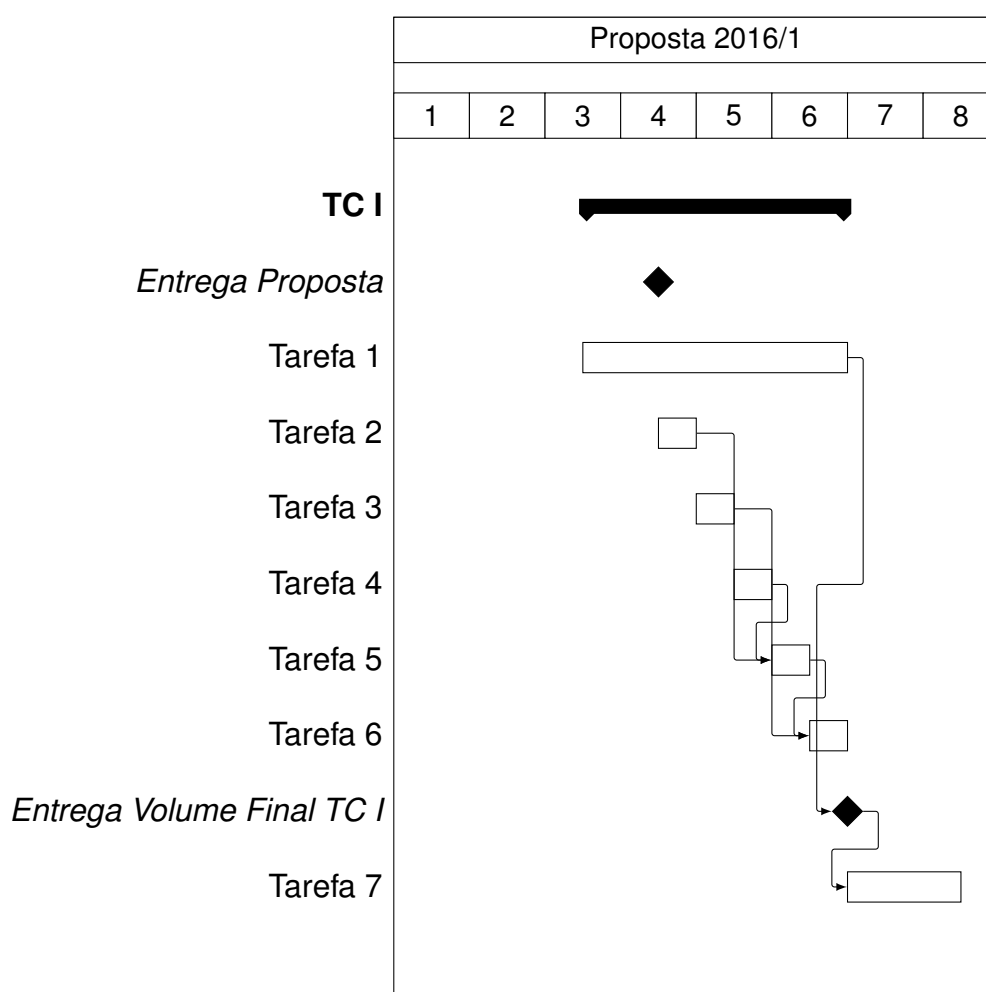 Proposta 2016/1
1 2 3 4 5 6 7 8
TC I
Entrega Proposta
Tarefa 1
Tarefa 2
Tarefa 3
Tarefa 4
Tarefa 5
Tarefa 6
Entrega Volume Final TC I
Tarefa 7